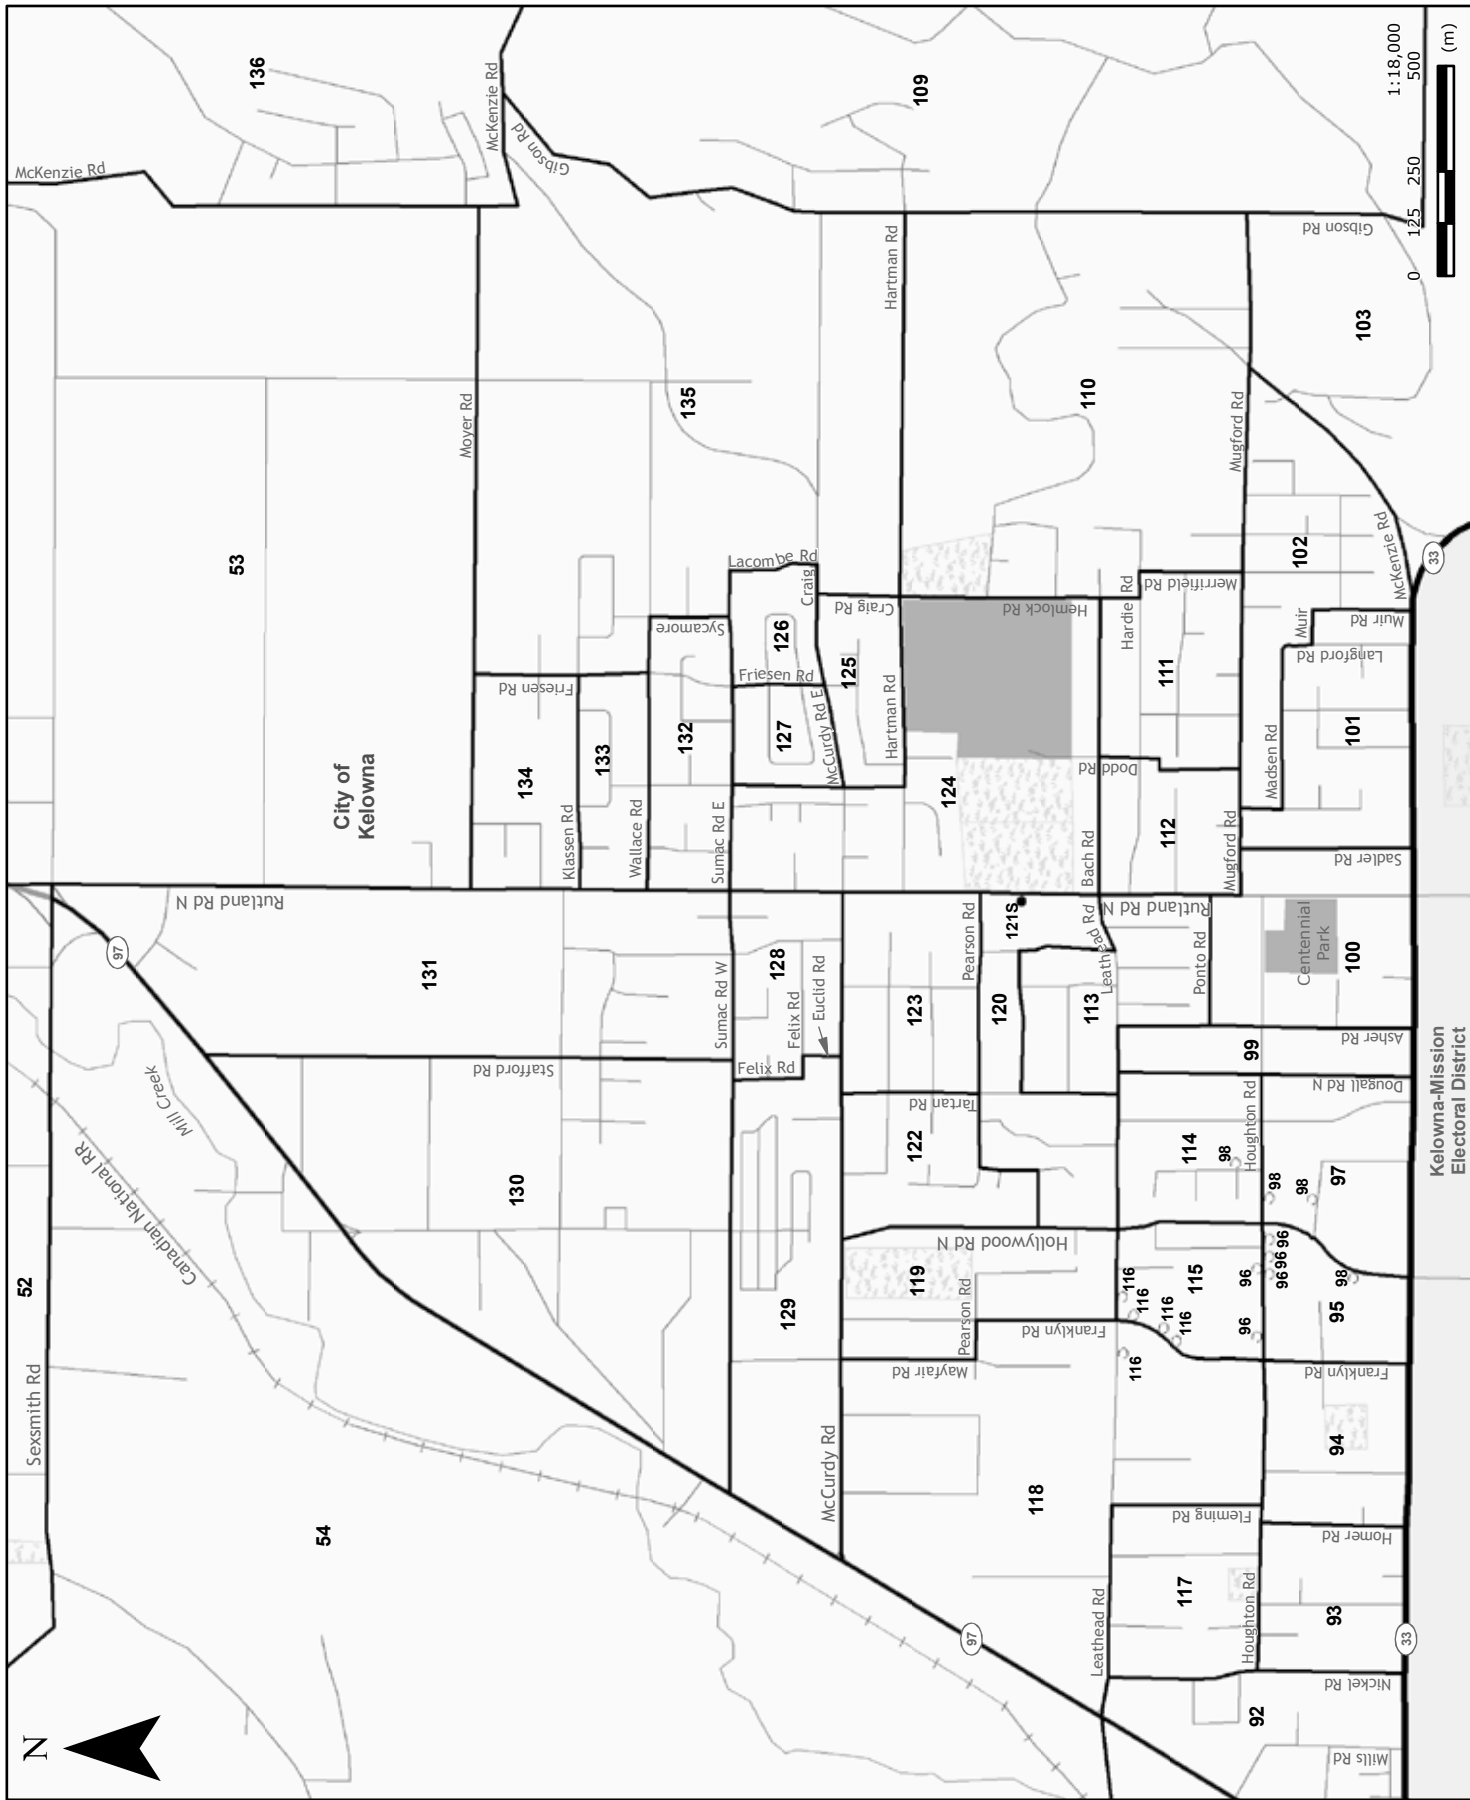 N
52
Sexsmith Rd
54
Canadian National RR
Mill Creek
97
Rutland Rd N
53
City of
Kelowna
McKenzie Rd
136
McKenzie Rd
Gibson Rd
Moyer Rd
131
Stafford Rd
130
134
Friesen Rd
Klassen Rd
133
Wallace Rd
132
Sycamore
Sumac Rd E
135
Sumac Rd W
128
Felix Rd
Felix Rd
Euclid Rd
129
McCurdy Rd
Lacombe Rd
Craig
126
Friesen Rd
127
McCurdy Rd E
125
Craig Rd
Hartman Rd
Hartman Rd
109
124
Hemlock Rd
110
Pearson Rd
123
Tartan Rd
122
120
121S
Hollywood Rd N
119
Pearson Rd
Mayfair Rd
Franklyn Rd
118
97
Leathead Rd
113
Leathead Rd
Rutland Rd N
Bach Rd
Dodd Rd
Hardie Rd
Merrifield Rd
111
112
Mugford Rd
Mugford Rd
Ponto Rd
114
98
115
116
116
116
116
116
96
96
Fleming Rd
117
Houghton Rd
Houghton Rd
99
Asher Rd
Dougall Rd N
Centennial
Park
100
Sadler Rd
Madsen Rd
101
Langford Rd
Muir
Muir Rd
102
McKenzie Rd
103
Gibson Rd
98
98
97
96
96
96
98
95
Franklyn Rd
94
Homer Rd
93
Nickel Rd
92
Mills Rd
33
33
Kelowna-Mission
Electoral District
1:18,000
0 125 250 500
(m)